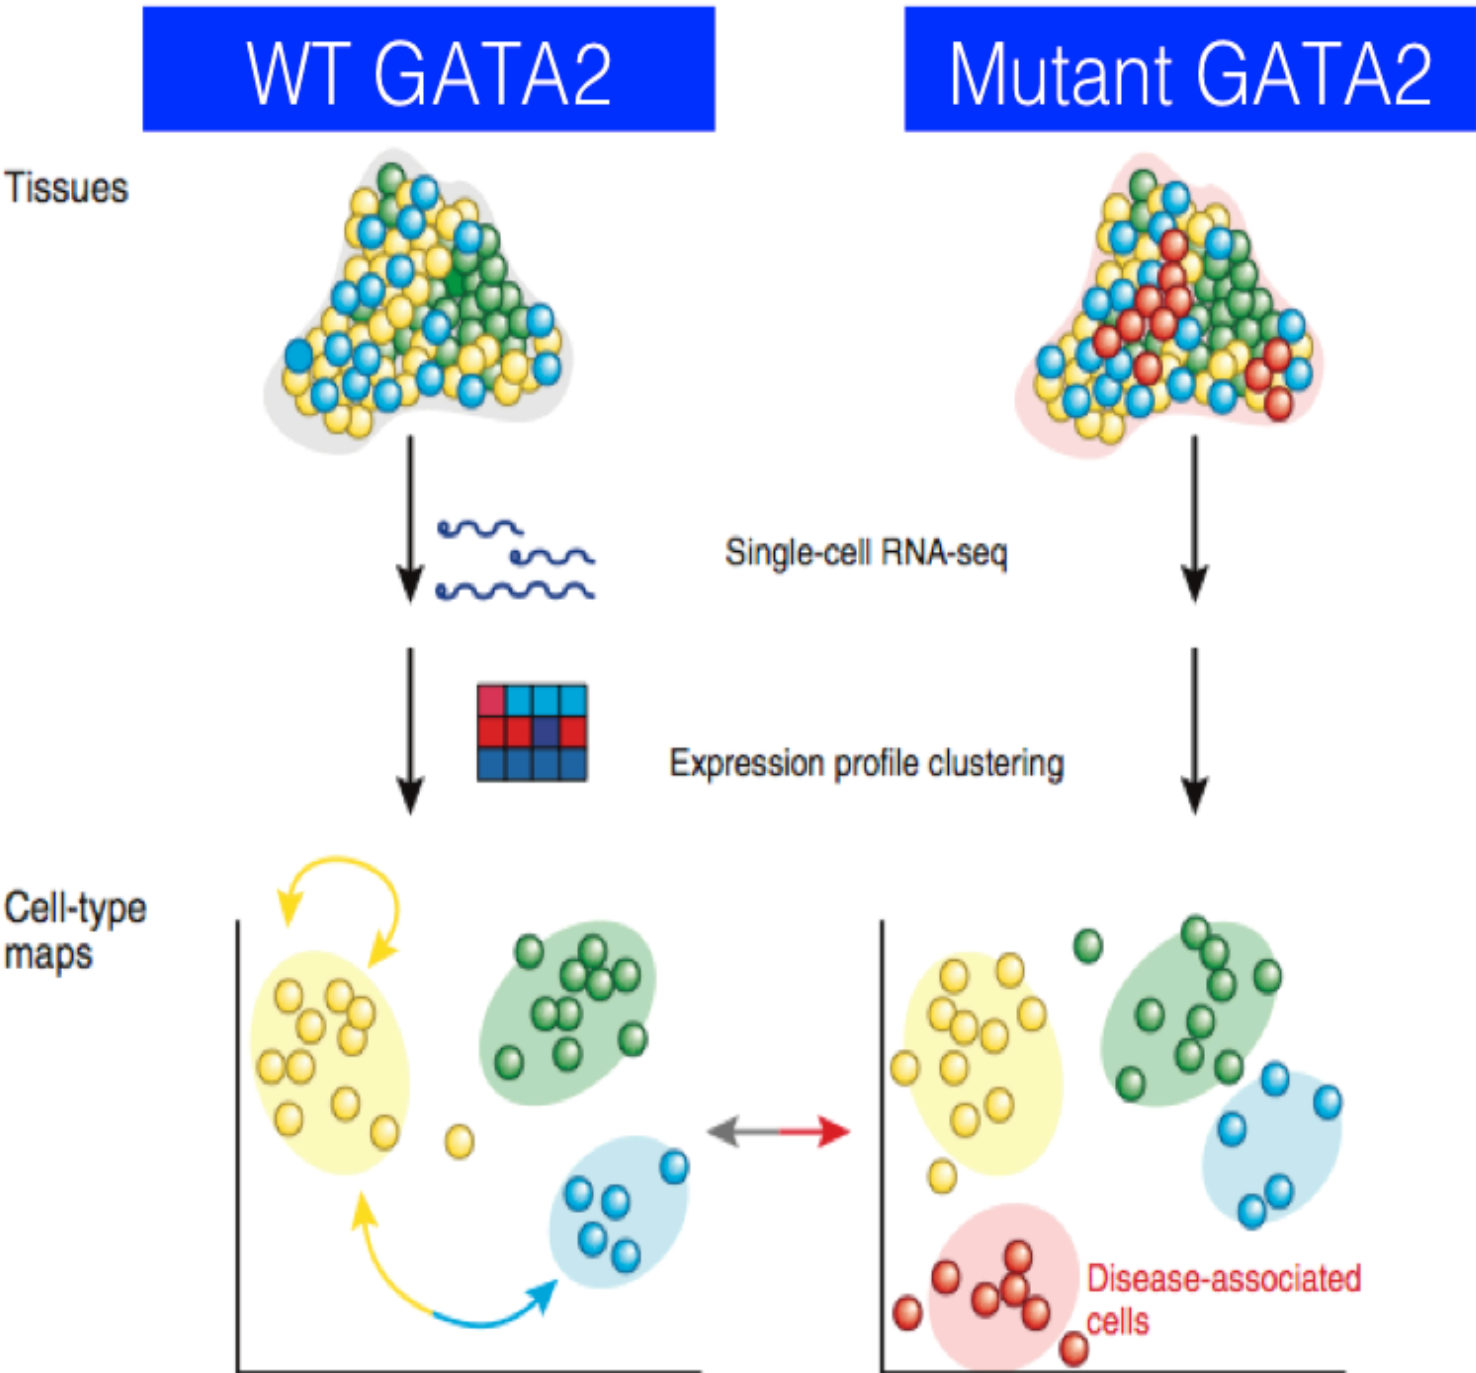 WT GATA2
Mutant GATA2
Tissues
Single-cell RNA-seq
Expression profile clustering
Cell-type
maps
Disease-associated
cells